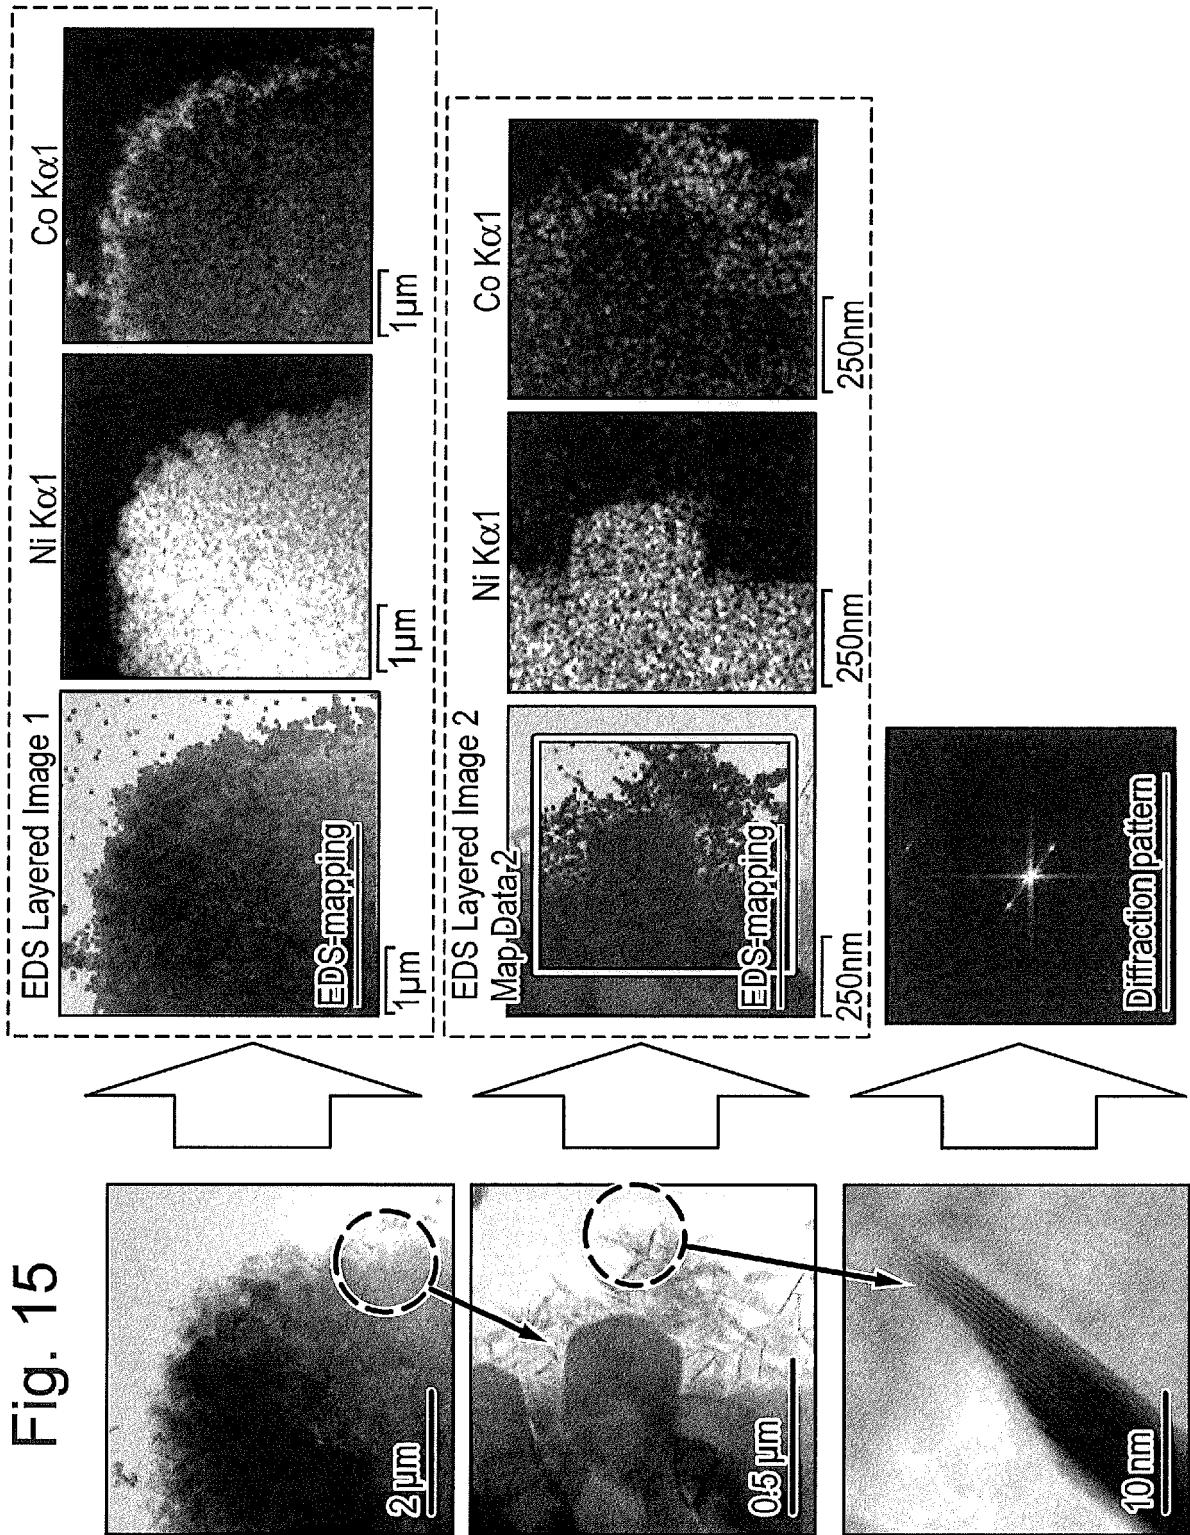 Fig. 15
2 μm
EDS Layered Image 1
EDS-mapping
1μm
Ni Kα1
1μm
Co Kα1
1μm
0.5 μm
EDS Layered Image 2
Map Data 2
EDS-mapping
250nm
Ni Kα1
250nm
Co Kα1
250nm
10 nm
Diffraction pattern